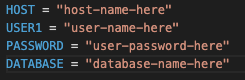 HOST = "host-name-here"
USER1 = "user-name-here"
PASSWORD = "user-password-here"
DATABASE = "database-name-here"